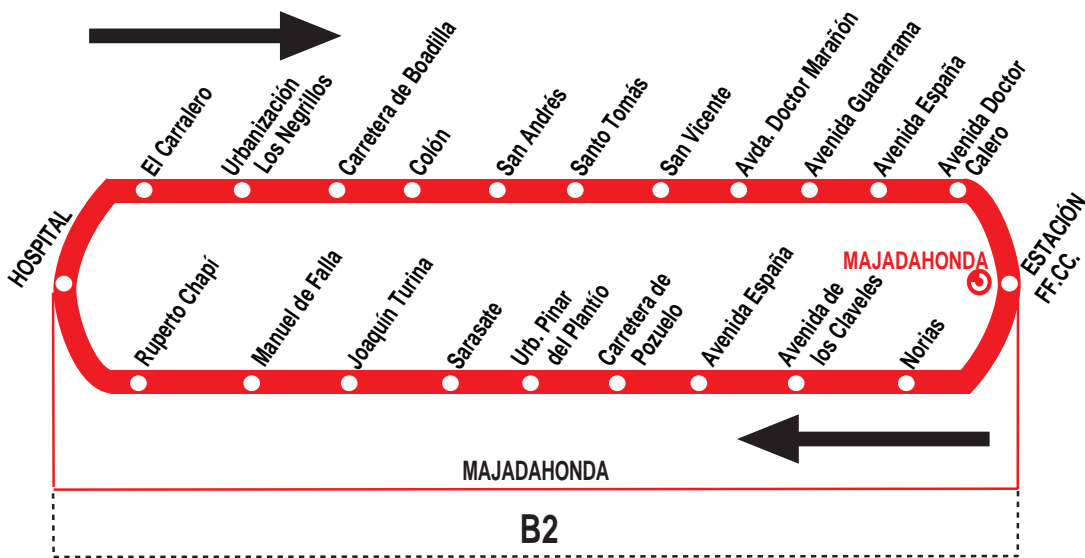 El Carralero
Urbanización
Los Negrillos
Carretera de Boadilla
Colón
San Andrés
Santo Tomás
San Vicente
Avda. Doctor Marañón
Avenida Guadarrama
Avenida España
Avenida Doctor
Calero
HOSPITAL
MAJADAHONDA
ESTACIÓN
FF.CC.
Ruperto Chapí
Manuel de Falla
Joaquín Turina
Sarasate
Urb. Pinar
del Plantío
Carretera de
Pozuelo
Avenida España
Avenida de
los Claveles
Norias
MAJADAHONDA
B2